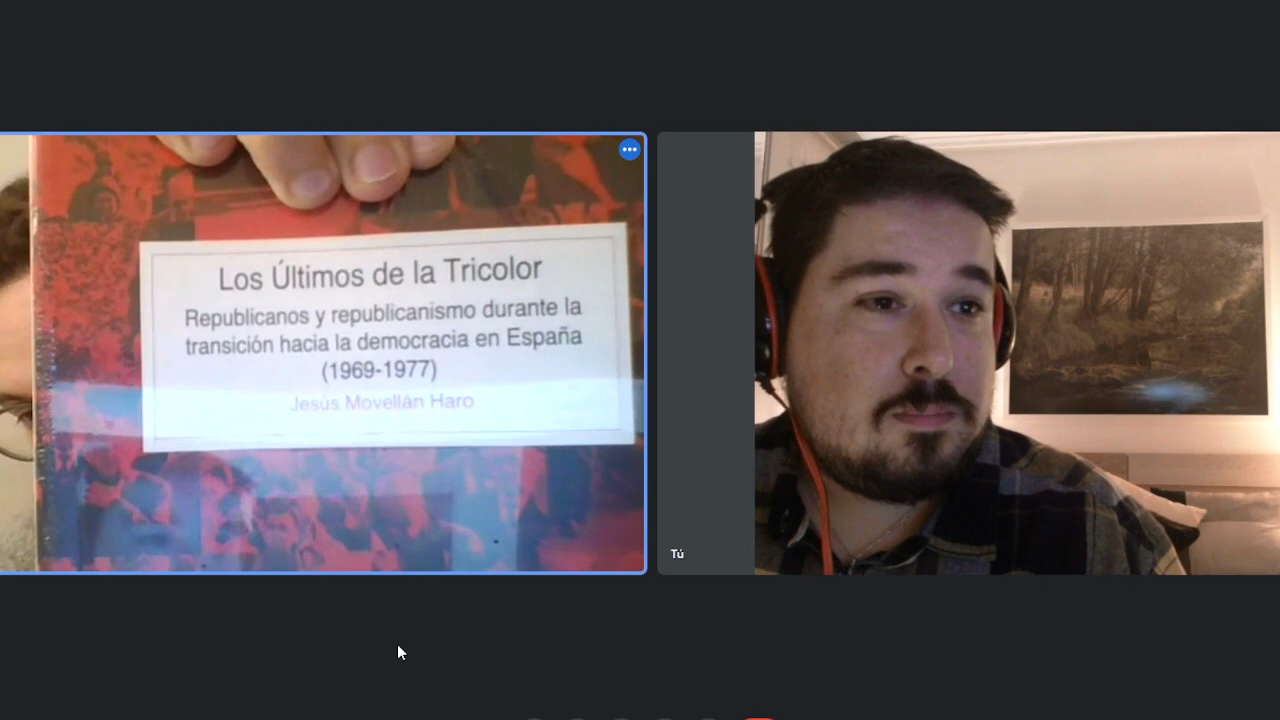 Los Últimos de la Tricolor
Republicanos y republicanismo durante la
transición hacia la democracia en España
(1969-1977)
Jesús Movellán Haro
Tú